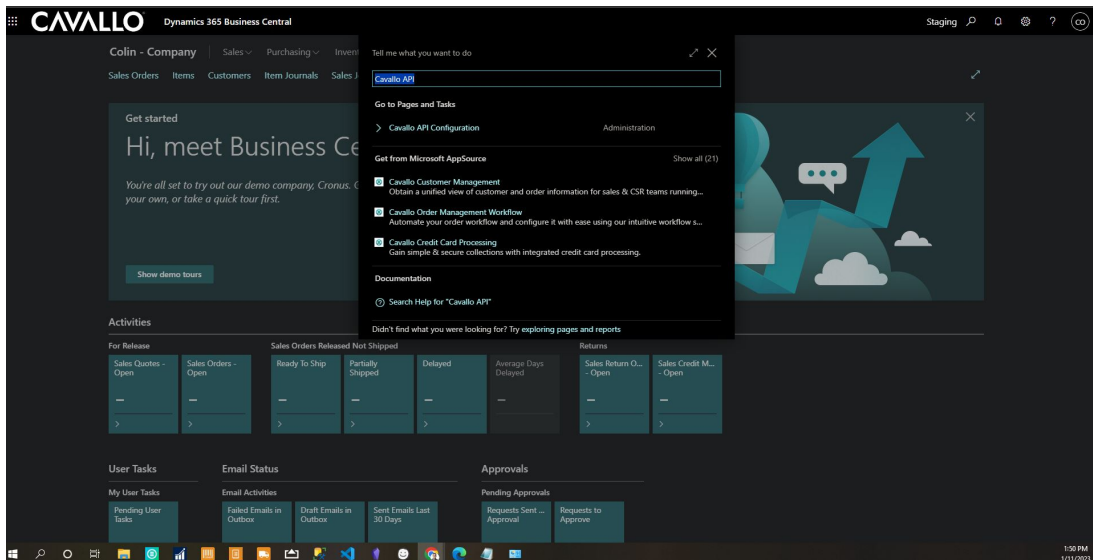 CAVALLO Dynamics 365 Business Central
Staging
?
CO
Colin - Company
Sales
Purchasing
Sales Orders
Items
Customers
Item Journals
Get started
Hi, meet Business
You're all set to try out our demo company, Cronus.
your own, or take a quick tour first.
Show demo tours
Tell me what you want to do
Cavallo API
Go to Pages and Tasks
Cavallo API Configuration
Administration
Get from Microsoft AppSource
Show all (21)
Cavallo Customer Management
Obtain a unified view of customer and order information for sales & CSR teams running...
Cavallo Order Management Workflow
Automate your order workflow and configure it with ease using our intuitive workflow s...
Cavallo Credit Card Processing
Gain simple & secure collections with integrated credit card processing.
Documentation
Search Help for "Cavallo API"
Didn't find what you were looking for? Try exploring pages and reports
Activities
For Release
Sales Orders Released Not Shipped
Returns
Sales Quotes -
Open
Sales Orders -
Open
Ready To Ship
Partially
Shipped
Delayed
Average Days
Delayed
Sales Return O...
- Open
Sales Credit M...
- Open
User Tasks
Email Status
Approvals
My User Tasks
Email Activities
Pending Approvals
Pending User
Tasks
Failed Emails in
Outbox
Draft Emails in
Outbox
Sent Emails Last
30 Days
Requests Sent ...
Approval
Requests to
Approve
1:50 PM
1/11/2023